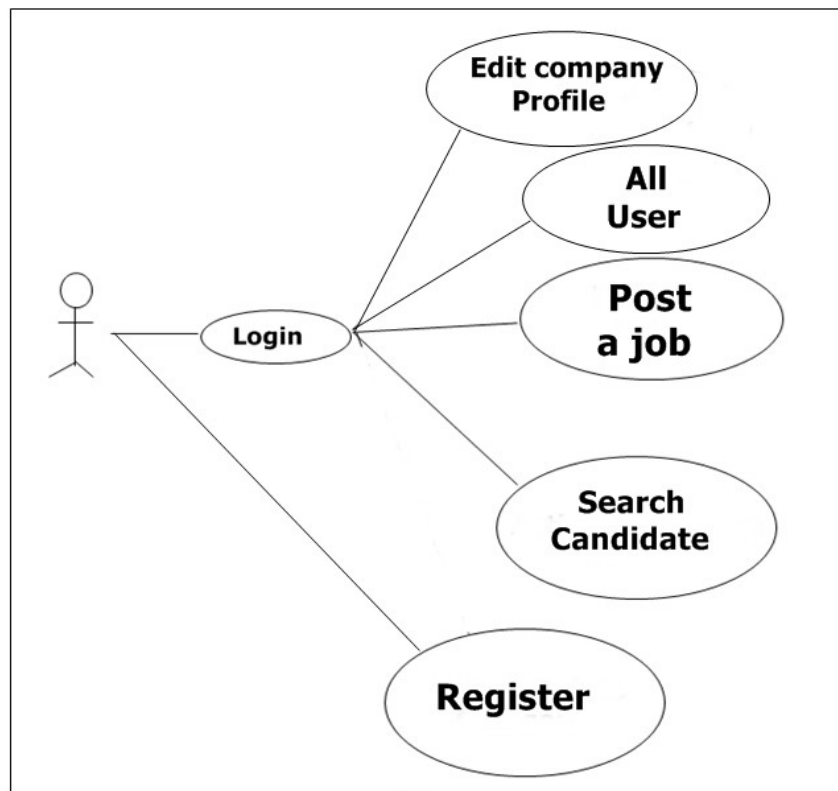 Edit company
Profile
All
User
Post
a job
Login
Search
Candidate
Register